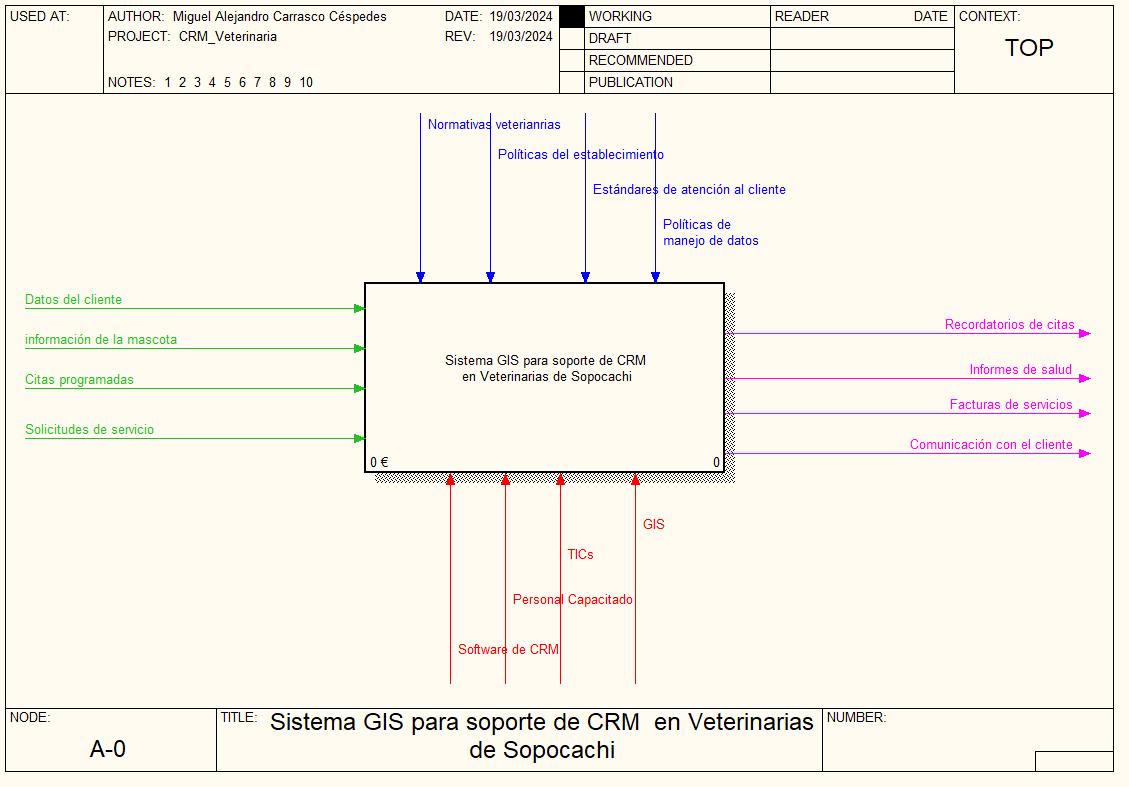 USED AT:
AUTHOR: Miguel Alejandro Carrasco Céspedes
DATE: 19/03/2024
PROJECT: CRM_Veterinaria
REV: 19/03/2024
NOTES: 1 2 3 4 5 6 7 8 9 10
WORKING
DRAFT
RECOMMENDED
PUBLICATION
READER DATE
CONTEXT:
TOP
Normativas veterianrias
Políticas del establecimiento
Estándares de atención al cliente
Políticas de
manejo de datos
Datos del cliente
información de la mascota
Citas programadas
Solicitudes de servicio
Sistema GIS para soporte de CRM
en Veterinarias de Sopocachi
0 €
0
Recordatorios de citas
Informes de salud
Facturas de servicios
Comunicación con el cliente
GIS
TICs
Personal Capacitado
Software de CRM
NODE:
A-0
TITLE: Sistema GIS para soporte de CRM en Veterinarias
de Sopocachi
NUMBER: